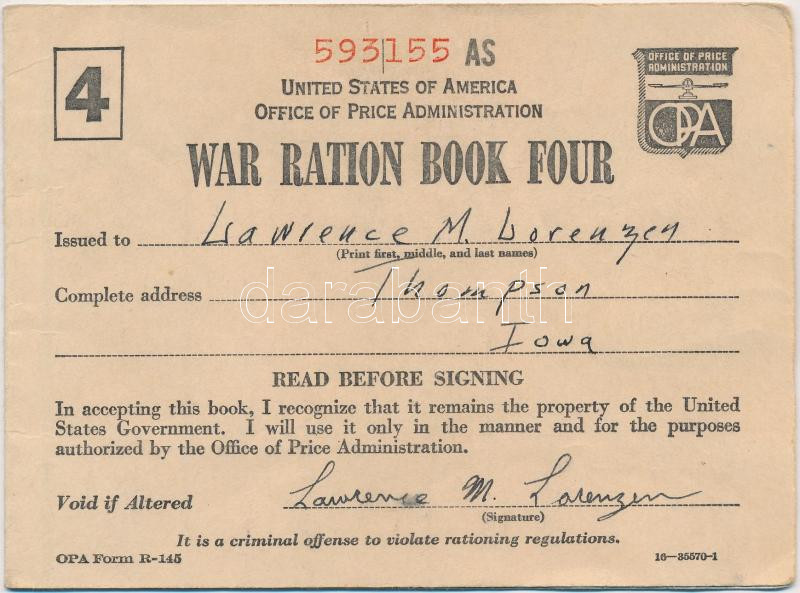 593155 AS
4
OFFICE OF PRICE
ADMINISTRATION
OPA
UNITED STATES OF AMERICA
OFFICE OF PRICE ADMINISTRATION
WAR RATION BOOK FOUR
Issued to Lawrence M. Lorenzen
(Print first, middle, and last names)
Complete address Thompson
darabanth
Iowa
READ BEFORE SIGNING
In accepting this book, I recognize that it remains the property of the United
States Government. I will use it only in the manner and for the purposes
authorized by the Office of Price Administration.
Void if Altered Lawrence M. Lorenzen
(Signature)
It is a criminal offense to violate rationing regulations.
OPA Form R-145 16—35570-1